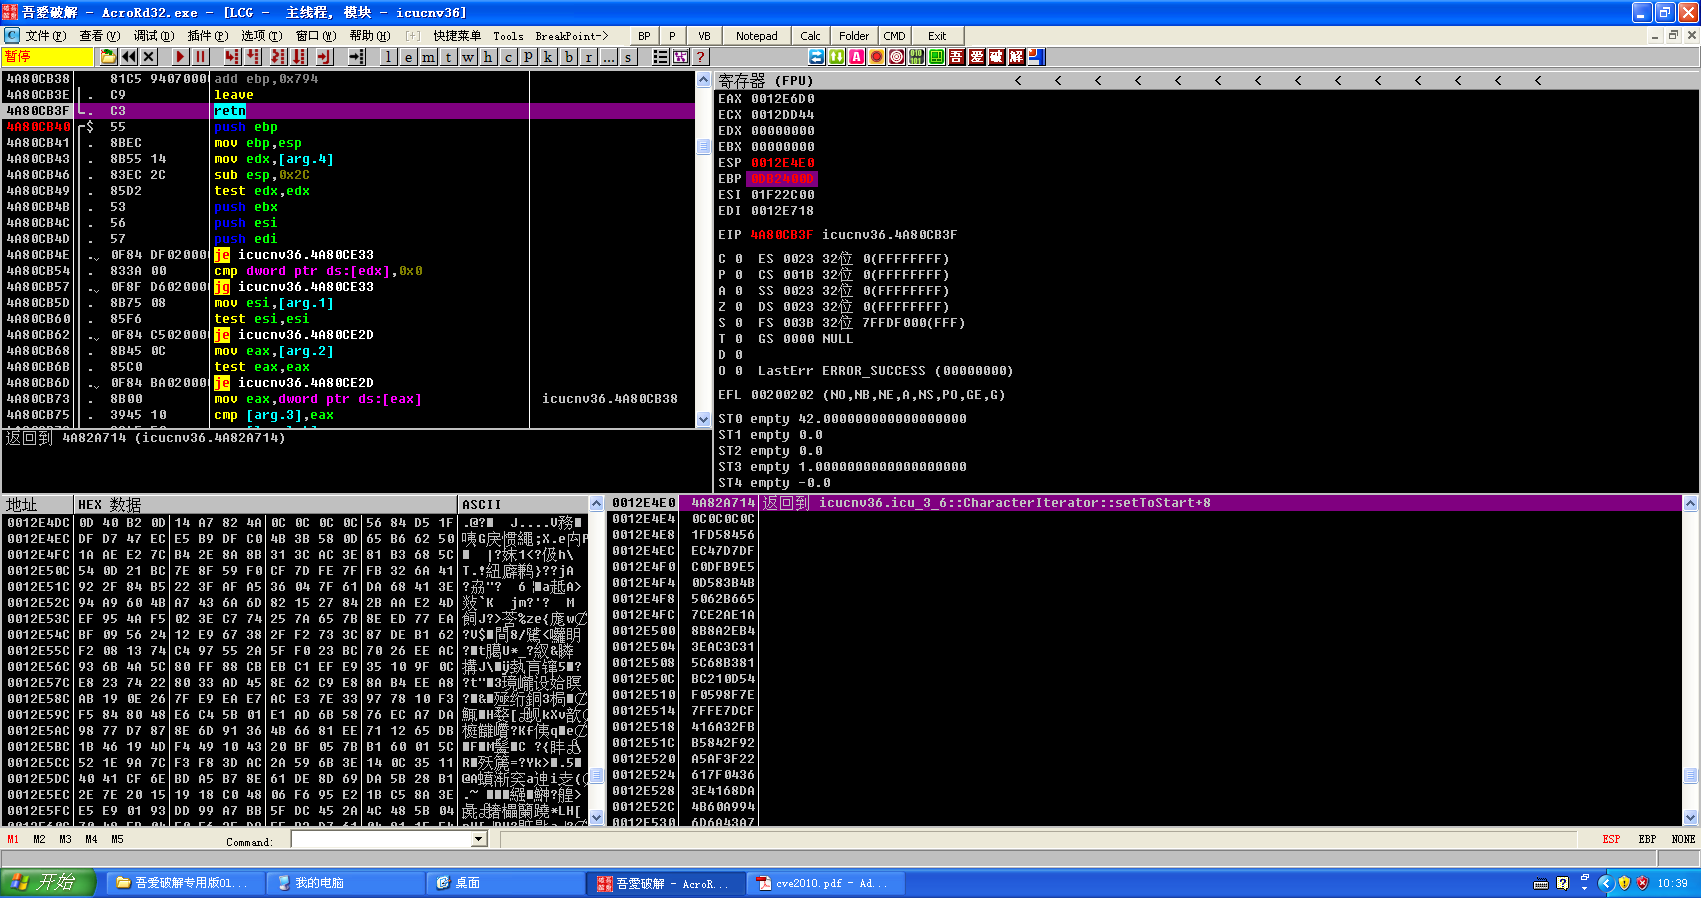 吾愛破解 - AcroRd32.exe - [LCG -  主线程, 模块 - icucnv36]
文件(F) 查看(V) 调试(D) 插件(P) 选项(I) 窗口(W) 帮助(H) [+] 快捷菜单 Tools BreakPoint-> BP P VB Notepad Calc Folder CMD Exit
暂停 l e m t w h c p k b r ... s ? 吾 爱 破 解
4A80CB38 81C5 9407000 add ebp,0x794
4A80CB3E . C9 leave
4A80CB3F . C3 retn
4A80CB40 $ 55 push ebp
4A80CB41 . 8BEC mov ebp,esp
4A80CB43 . 8B55 14 mov edx,[arg.4]
4A80CB46 . 83EC 2C sub esp,0x2C
4A80CB49 . 85D2 test edx,edx
4A80CB4B . 53 push ebx
4A80CB4C . 56 push esi
4A80CB4D . 57 push edi
4A80CB4E . 0F84 DF02000 je icucnv36.4A80CE33
4A80CB54 . 833A 00 cmp dword ptr ds:[edx],0x0
4A80CB57 . 0F8F D602000 jg icucnv36.4A80CE33
4A80CB5D . 8B75 08 mov esi,[arg.1]
4A80CB60 . 85F6 test esi,esi
4A80CB62 . 0F84 C502000 je icucnv36.4A80CE2D
4A80CB68 . 8B45 0C mov eax,[arg.2]
4A80CB6B . 85C0 test eax,eax
4A80CB6D . 0F84 BA02000 je icucnv36.4A80CE2D
4A80CB73 . 8B00 mov eax,dword ptr ds:[eax] icucnv36.4A80CB38
4A80CB75 . 3945 10 cmp [arg.3],eax
返回到 4A82A714 (icucnv36.4A82A714)
寄存器 (FPU) < < < < < < < < < < < < < <
EAX 0012E6D0
ECX 0012DD44
EDX 00000000
EBX 00000000
ESP 0012E4E0
EBP 0DB2400D
ESI 01F22C00
EDI 0012E718
EIP 4A80CB3F icucnv36.4A80CB3F
C 0 ES 0023 32位 0(FFFFFFFF)
P 0 CS 001B 32位 0(FFFFFFFF)
A 0 SS 0023 32位 0(FFFFFFFF)
Z 0 DS 0023 32位 0(FFFFFFFF)
S 0 FS 003B 32位 7FFDF000(FFF)
T 0 GS 0000 NULL
D 0
O 0 LastErr ERROR_SUCCESS (00000000)
EFL 00200202 (NO,NB,NE,A,NS,PO,GE,G)
ST0 empty 42.000000000000000000
ST1 empty 0.0
ST2 empty 0.0
ST3 empty 1.0000000000000000000
ST4 empty -0.0
地址 HEX 数据 ASCII
0012E4DC 0D 40 B2 0D 14 A7 82 4A 0C 0C 0C 0C 56 84 D5 1F
0012E4EC DF D7 47 EC E5 B9 DF C0 4B 3B 58 0D 65 B6 62 50
0012E4FC 1A AE E2 7C B4 2E 8A 8B 31 3C AC 3E 81 B3 68 5C
0012E50C 54 0D 21 BC 7E 8F 59 F0 CF 7D FE 7F FB 32 6A 41
0012E51C 92 2F 84 B5 22 3F AF A5 36 04 7F 61 DA 68 41 3E
0012E52C 94 A9 60 4B A7 43 6A 6D 82 15 27 84 2B AA E2 4D
0012E53C EF 95 4A F5 02 3E C7 74 25 7A 65 7B 8E ED 77 EA
0012E54C BF 09 56 24 12 E9 67 38 2F F2 73 3C 87 DE B1 62
0012E55C F2 08 13 74 C4 97 55 2A 5F F0 23 BC 70 26 EE AC
0012E56C 93 6B 4A 5C 80 FF 88 CB EB C1 EF E9 35 10 9F 0C
0012E57C E8 23 74 22 80 33 AD 45 8E 62 C9 E8 8A B4 EE A8
0012E58C AB 19 0E 26 7F E9 EA E7 AC E3 7E 33 97 78 10 F3
0012E59C F5 84 80 48 E6 C4 5B 01 E1 AD 6B 58 76 EC A7 DA
0012E5AC 98 77 D7 87 8E 6D 91 36 4B 66 81 EE 71 12 65 DB
0012E5BC 1B 46 19 4D F4 49 10 43 20 BF 05 7B B1 60 01 5C
0012E5CC 52 1E 9A 7C F3 F8 3D AC 2A 59 6B 3E 14 0C 35 11
0012E5DC 40 41 CF 6E BD A5 B7 8E 61 DE 8D 69 DA 5B 28 B1
0012E5EC 2E 7E 20 15 19 18 C0 48 06 F6 95 E2 1B C5 8A 3E
0012E5FC E5 E9 01 93 DD 99 A7 BB 5F DC 45 2A 4C 48 5B 04
0012E4E0 4A82A714 返回到 icucnv36.icu_3_6::CharacterIterator::setToStart+8
0012E4E4 0C0C0C0C
0012E4E8 1FD58456
0012E4EC EC47D7DF
0012E4F0 C0DFB9E5
0012E4F4 0D583B4B
0012E4F8 5062B665
0012E4FC 7CE2AE1A
0012E500 8B8A2EB4
0012E504 3EAC3C31
0012E508 5C68B381
0012E50C BC210D54
0012E510 F0598F7E
0012E514 7FFE7DCF
0012E518 416A32FB
0012E51C B5842F92
0012E520 A5AF3F22
0012E524 617F0436
0012E528 3E4168DA
0012E52C 4B60A994
0012E530 6D6A43A7
M1 M2 M3 M4 M5 Command: ESP EBP NONE
开始 吾爱破解专用版01... 我的电脑 桌面 吾爱破解 - AcroR... cve2010.pdf - Ad... 10:39